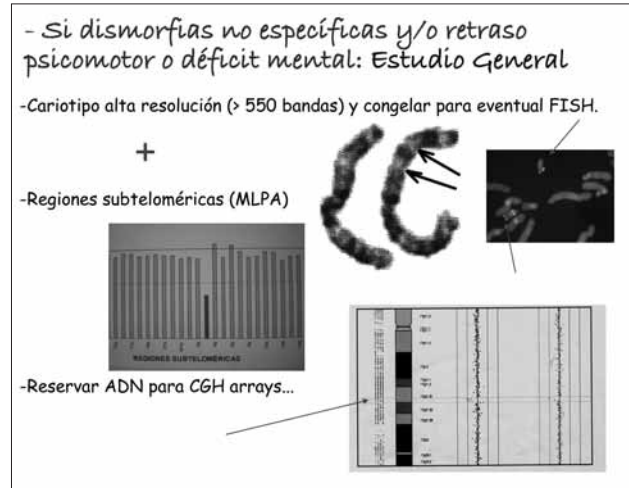 - Si dismorfias no específicas y/o retraso
psicomotor o déficit mental: Estudio General
-Cariotipo alta resolución (> 550 bandas) y congelar para eventual FISH.
+
-Regiones subteloméricas (MLPA)
REGIONES SUBTELOMÉRICAS
-Reservar ADN para CGH arrays...